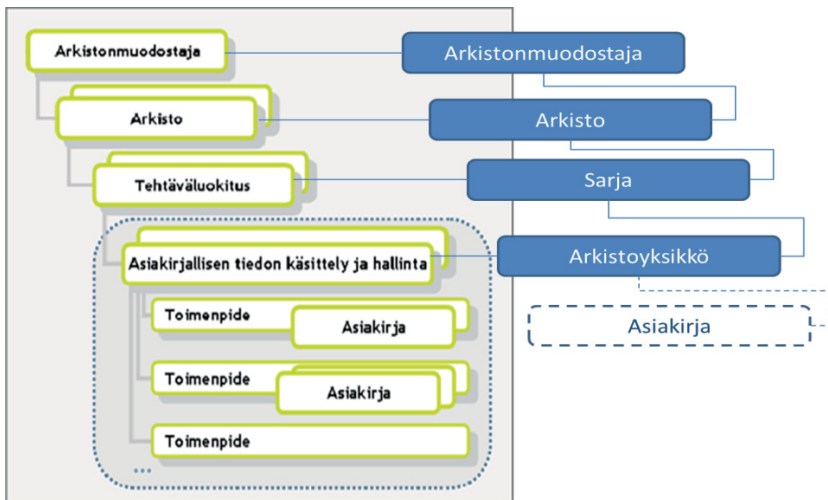 Arkistonmuodostaja
Arkistonmuodostaja
Arkisto
Arkisto
Tehtäväluokitus
Sarja
Asiakirjallisen tiedon käsittely ja hallinta
Arkistoyksikkö
Toimenpide
Asiakirja
Asiakirja
Toimenpide
Asiakirja
Toimenpide
...